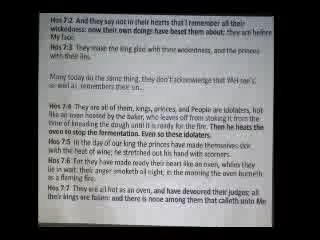 Hos 7:2 And they say not in their hearts that I remember all their
wickedness: now their own doings have beset them about; they are before
My face.
Hos 7:3 They make the king glad with their wickedness, and the princes
with their lies.
Many today do the same thing, they don't acknowledge that YAH see's,
as well as remembers their sin...
Hos 7:4 They are all of them, kings, princes, and People are idolaters, hot
like an oven heated by the baker, who leaves off from stoking it from the
time of kneading the dough until it is ready for the fire. Then he heats the
oven to stop the fermentation. Even so these idolaters.
Hos 7:5 In the day of our king the princes have made themselves sick
with the heat of wine; he stretched out his hand with scorners.
Hos 7:6 For they have made ready their heart like an oven, whiles they
lie in wait: their anger smoketh all night; in the morning the oven burneth
as a flaming fire.
Hos 7:7 They are all hot as an oven, and have devoured their judges; all
their kings are fallen: and there is none among them that calleth unto Me